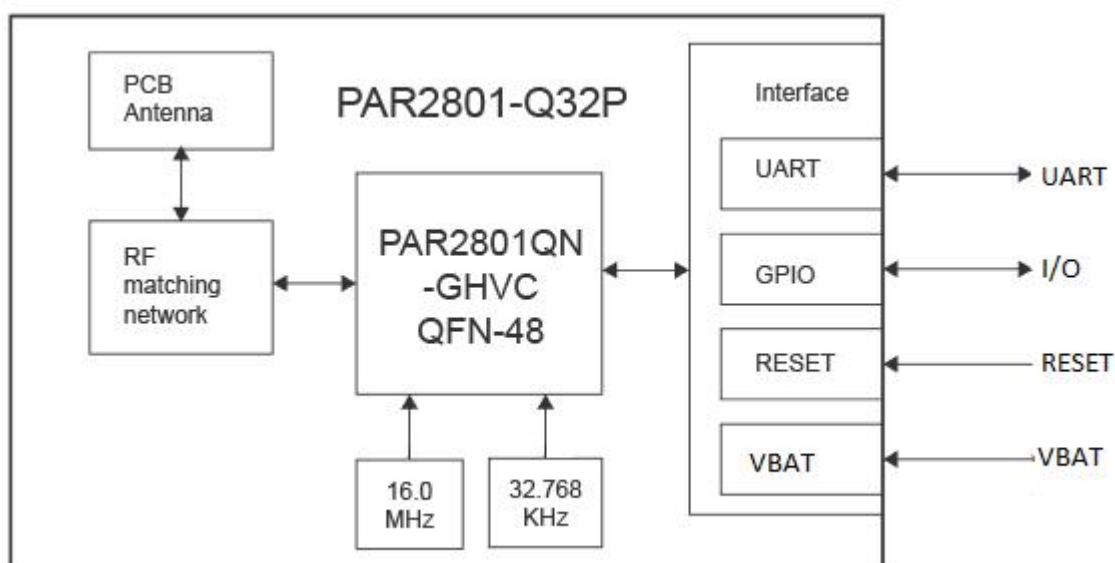 PCB
Antenna
PAR2801-Q32P
Interface
UART
UART
RF
matching
network
PAR2801QN
-GHVC
QFN-48
GPIO
I/O
RESET
RESET
VBAT
VBAT
16.0
MHz
32.768
KHz